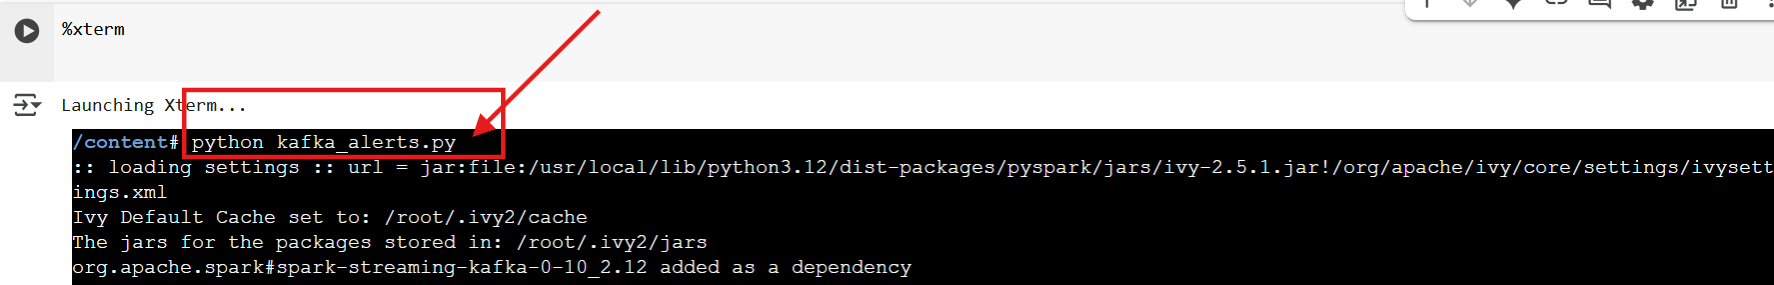 %xterm
Launching Xterm...
/content# python kafka_alerts.py
:: loading settings :: url = jar:file:/usr/local/lib/python3.12/dist-packages/pyspark/jars/ivy-2.5.1.jar!/org/apache/ivy/core/settings/ivysett
ings.xml
Ivy Default Cache set to: /root/.ivy2/cache
The jars for the packages stored in: /root/.ivy2/jars
org.apache.spark#spark-streaming-kafka-0-10_2.12 added as a dependency